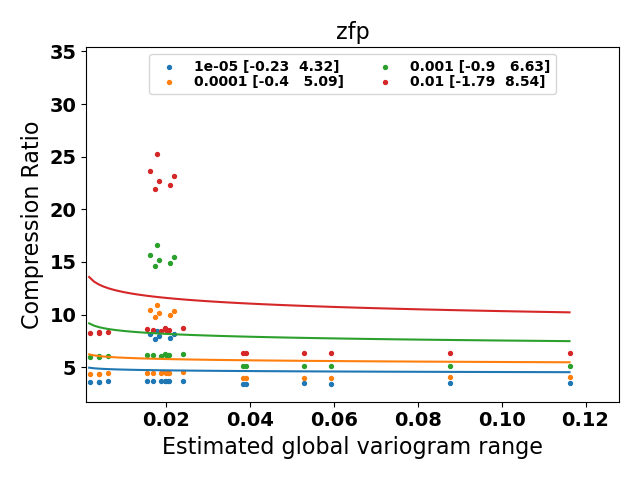 zfp
1e-05 [-0.23 4.32]
0.0001 [-0.4 5.09]
0.001 [-0.9 6.63]
0.01 [-1.79 8.54]
Compression Ratio
35
30
25
20
15
10
5
0.02 0.04 0.06 0.08 0.10 0.12
Estimated global variogram range